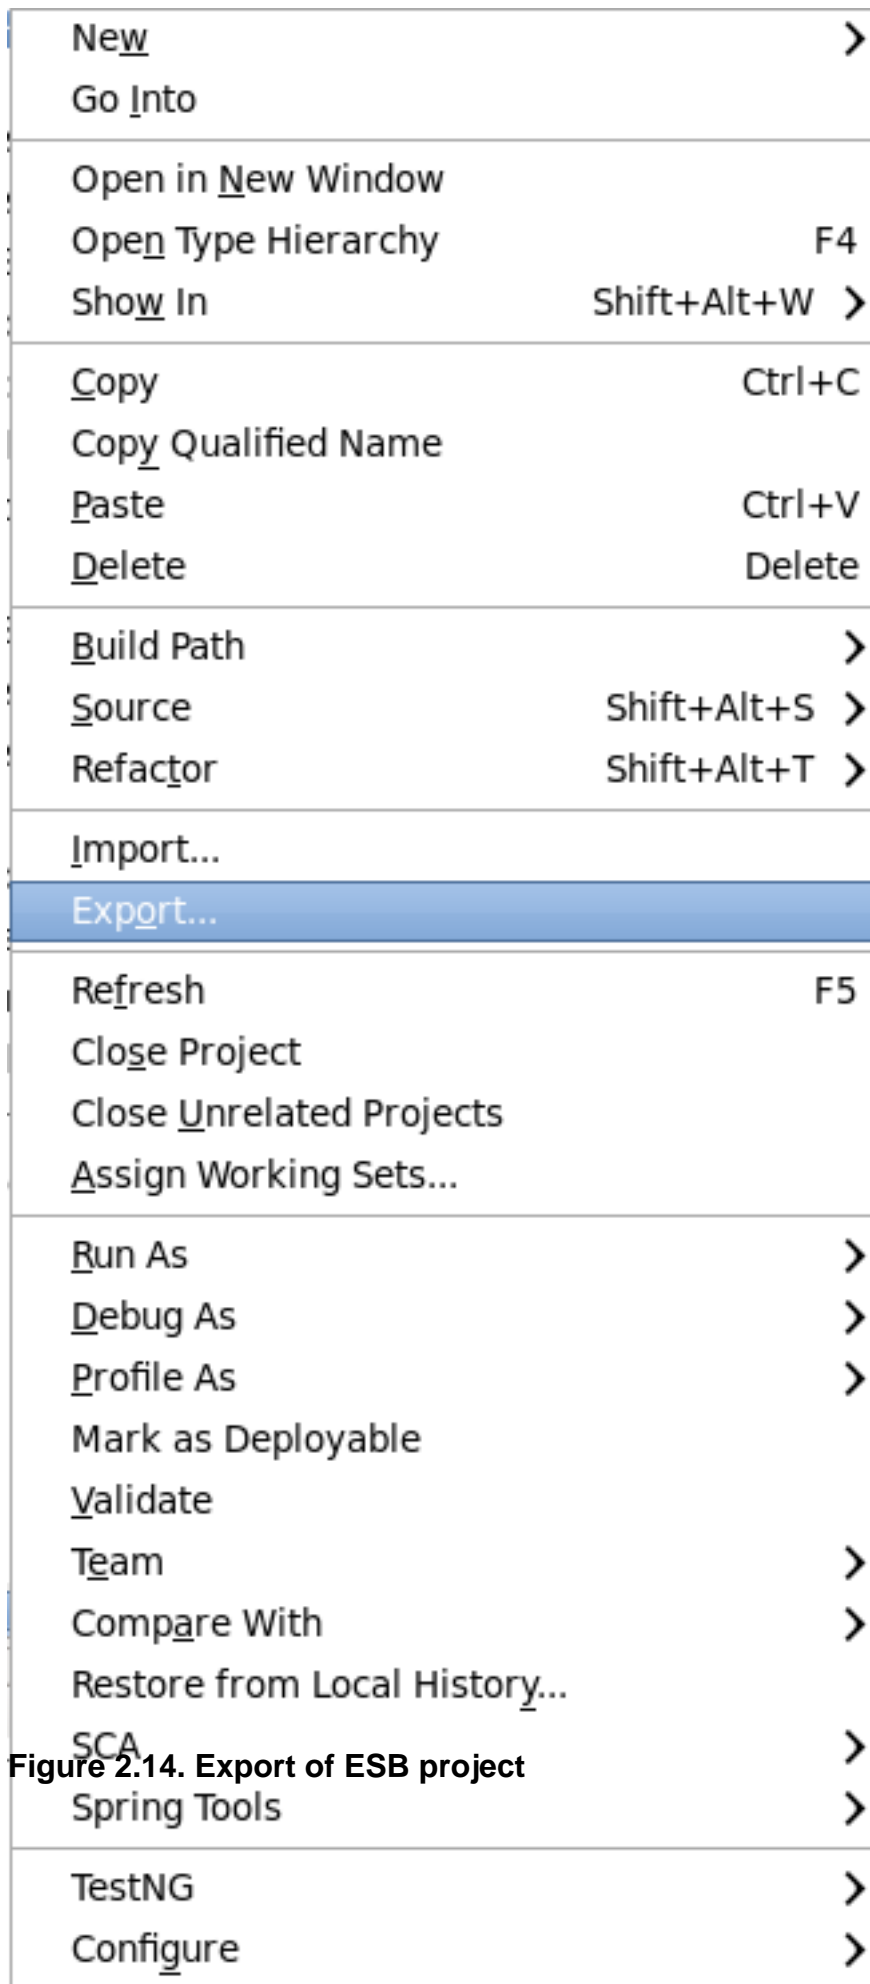 New
Go Into
Open in New Window
Open Type Hierarchy F4
Show In Shift+Alt+W
Copy Ctrl+C
Copy Qualified Name
Paste Ctrl+V
Delete Delete
Build Path
Source Shift+Alt+S
Refactor Shift+Alt+T
Import...
Export...
Refresh F5
Close Project
Close Unrelated Projects
Assign Working Sets...
Run As
Debug As
Profile As
Mark as Deployable
Validate
Team
Compare With
Restore from Local History...
SCA
Figure 2.14. Export of ESB project
Spring Tools
TestNG
Configure